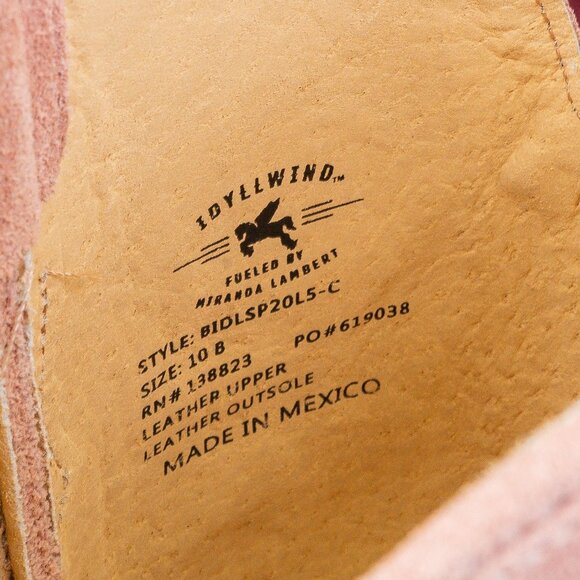 IDYLLWIND™
FUELED BY
MIRANDA LAMBERT
STYLE: BIDLSP20L5-C
SIZE: 10 B
RN# 138823 PO#619038
LEATHER UPPER
LEATHER OUTSOLE
MADE IN MEXICO